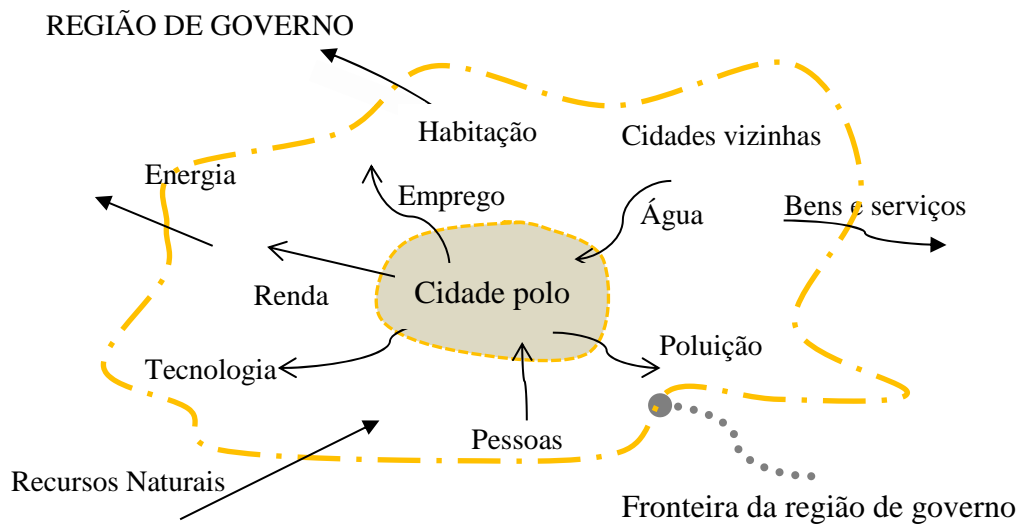 REGIÃO DE GOVERNO
Habitação
Cidades vizinhas
Energia
Emprego
Água
Bens e serviços
Renda
Cidade polo
Tecnologia
Poluição
Pessoas
Recursos Naturais
Fronteira da região de governo